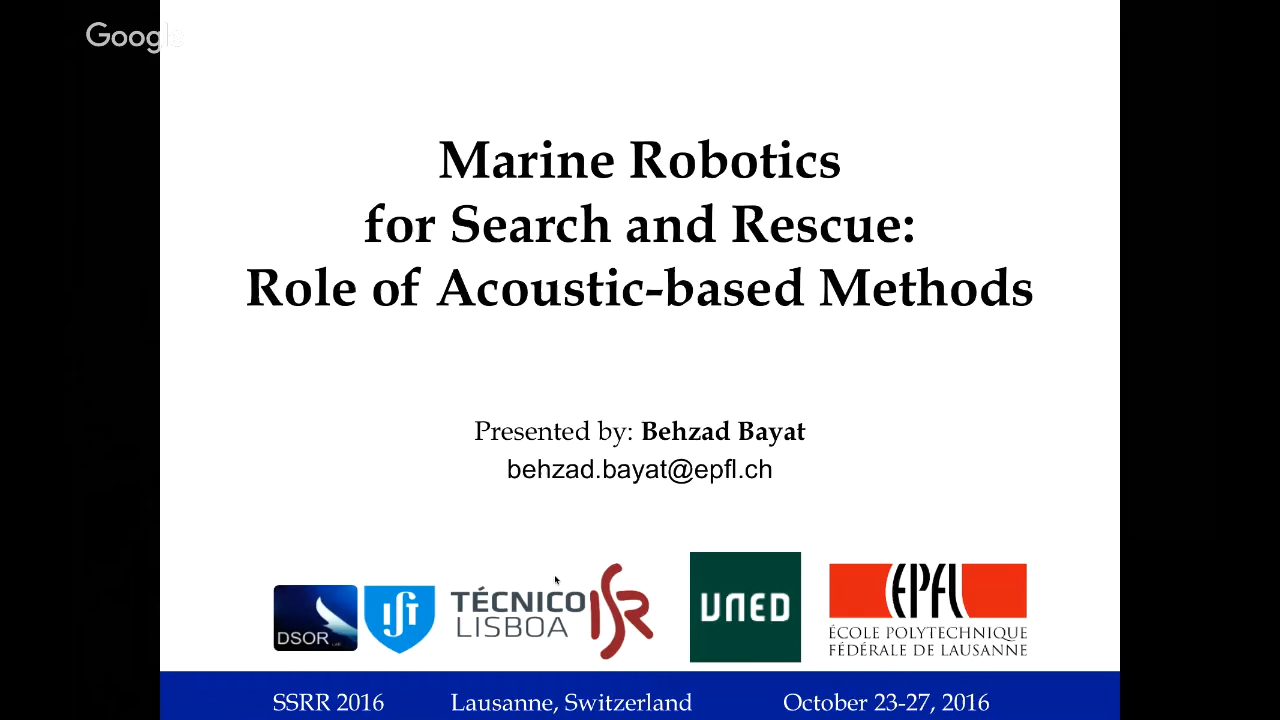 Google
Marine Robotics
for Search and Rescue:
Role of Acoustic-based Methods
Presented by: Behzad Bayat
behzad.bayat@epfl.ch
DSOR
IST
TÉCNICO
LISBOA
ISR
UNED
EPFL
ÉCOLE POLYTECHNIQUE
FÉDÉRALE DE LAUSANNE
SSRR 2016 Lausanne, Switzerland October 23-27, 2016